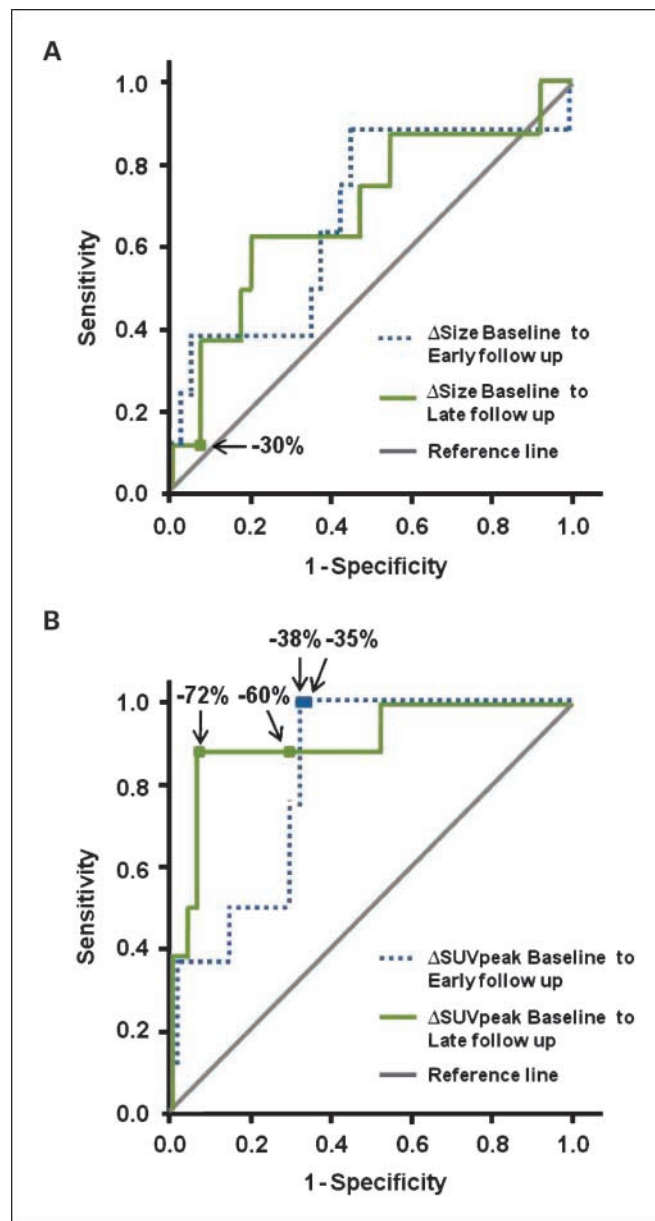 A
1.0
0.8
0.6
0.4
0.2
0.0
Sensitivity
ΔSize Baseline to
Early follow up
ΔSize Baseline to
Late follow up
Reference line
-30%
0.0 0.2 0.4 0.6 0.8 1.0
1-Specificity
B
-38% -35%
-72% -60%
1.0
0.8
0.6
0.4
0.2
0.0
Sensitivity
ΔSUVpeak Baseline to
Early follow up
ΔSUVpeak Baseline to
Late follow up
Reference line
0.0 0.2 0.4 0.6 0.8 1.0
1-Specificity